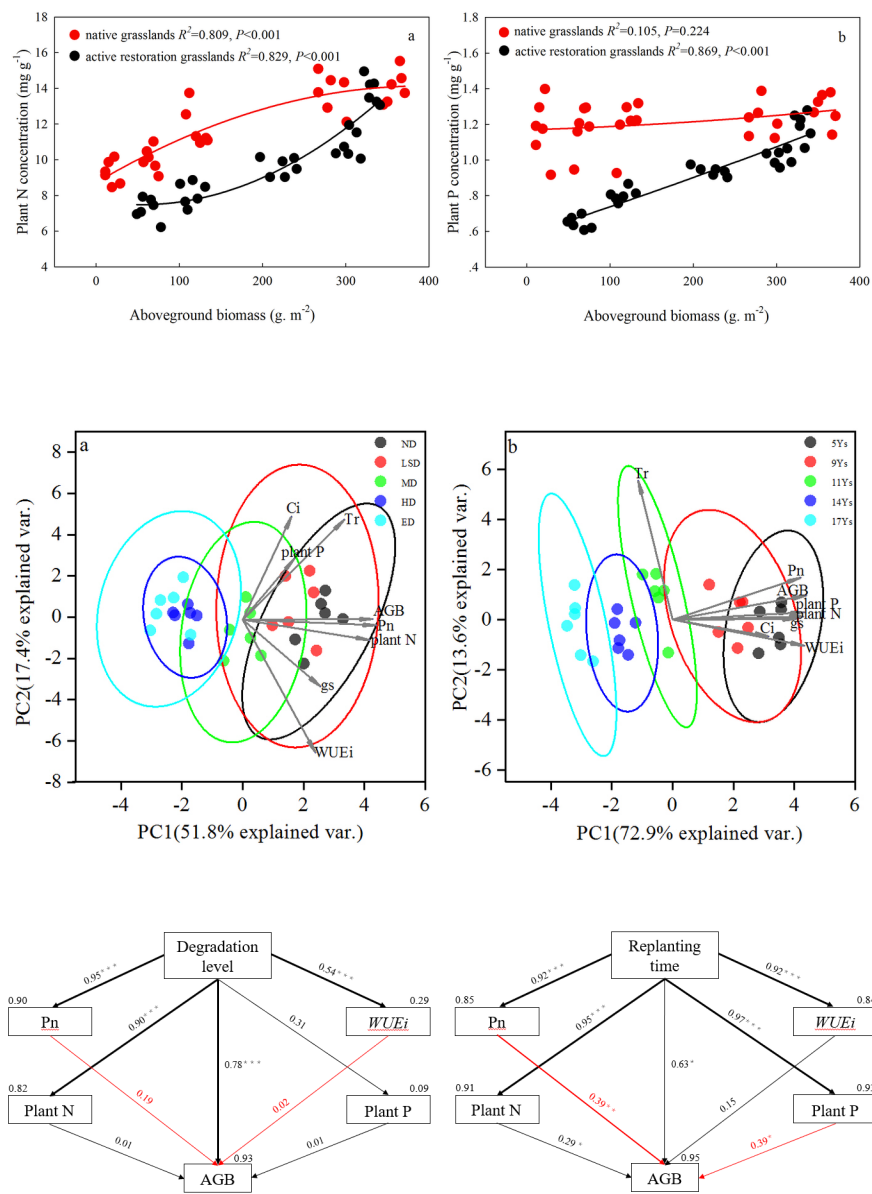 a
native grasslands R²=0.809, P<0.001
active restoration grasslands R²=0.829, P<0.001
Plant N concentration (mg g⁻¹)
18
16
14
12
10
8
6
4
0
100
200
300
400
Aboveground biomass (g. m⁻²)
b
native grasslands R²=0.105, P=0.224
active restoration grasslands R²=0.869, P<0.001
Plant P concentration (mg g⁻¹)
1.8
1.6
1.4
1.2
1.0
.8
.6
.4
0
100
200
300
400
Aboveground biomass (g. m⁻²)
a
ND
LSD
MD
HD
ED
Ci
Tr
plant P
AGB
Pn
plant N
gs
WUEi
PC2(17.4% explained var.)
8
6
4
2
0
-2
-4
-6
-8
-4
-2
0
2
4
6
PC1(51.8% explained var.)
b
5Ys
9Ys
11Ys
14Ys
17Ys
Tr
Pn
AGB
plant P
plant N
gs
Ci
WUEi
PC2(13.6% explained var.)
6
4
2
0
-2
-4
-6
-4
-2
0
2
4
6
PC1(72.9% explained var.)
Degradation
level
0.95***
0.54***
0.90
Pn
0.90***
0.31
0.29
WUEi
0.78***
0.82
Plant N
0.19
0.02
0.09
Plant P
0.01
0.01
0.93
AGB
Replanting
time
0.92***
0.92***
0.85
Pn
0.95***
0.97***
0.84
WUEi
0.63*
0.91
Plant N
0.39**
0.15
Plant P
0.29*
0.39*
0.95
AGB